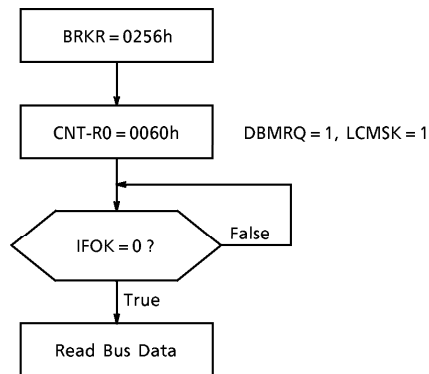 BRKR = 0256h
CNT-R0 = 0060h
DBMRQ = 1, LCMSK = 1
IFOK = 0 ?
False
True
Read Bus Data